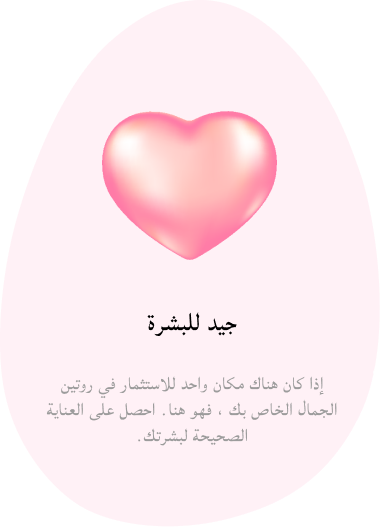 جيد للبشرة
إذا كان هناك مكان واحد للاستثمار في روتين
الجمال الخاص بك ، فهو هنا. احصل على العناية
الصحيحة لبشرتك.